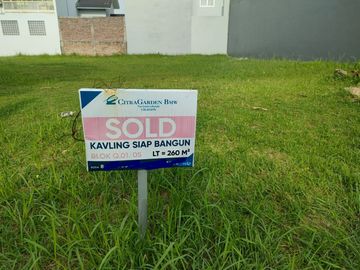 CITRAGARDEN BMW
SOLD
KAVLING SIAP BANGUN
BLOK Q.01/05 LT = 260 M²